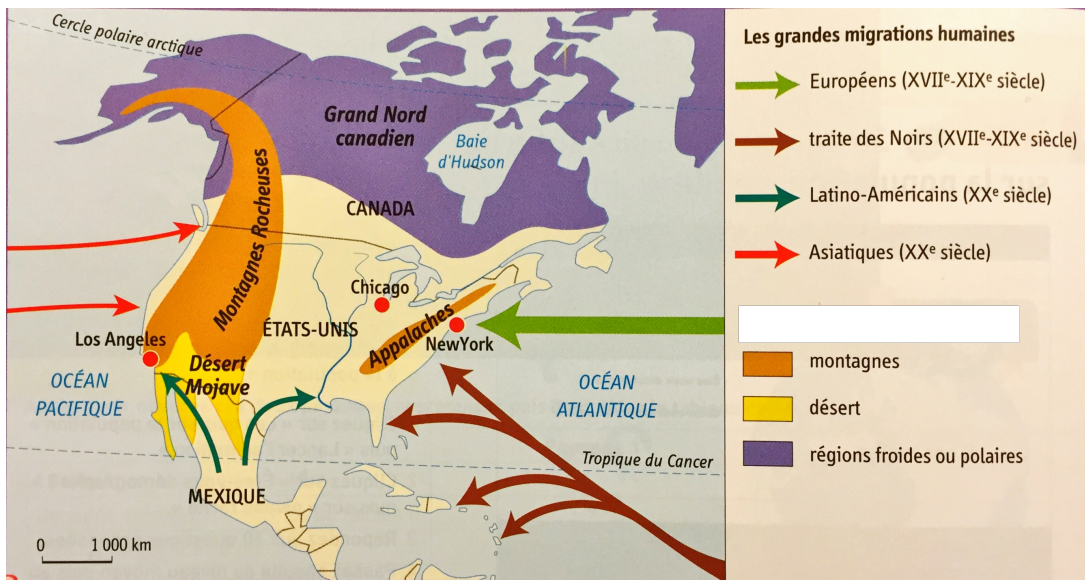 Cercle polaire arctique
Grand Nord
canadien
Baie
d'Hudson
Montagnes Rocheuses
CANADA
Chicago
ÉTATS-UNIS
Appalaches
NewYork
Los Angeles
Désert
Mojave
OCÉAN
PACIFIQUE
OCÉAN
ATLANTIQUE
Tropique du Cancer
MEXIQUE
0 1 000 km
Les grandes migrations humaines
Européens (XVIIe-XIXe siècle)
traite des Noirs (XVIIe-XIXe siècle)
Latino-Américains (XXe siècle)
Asiatiques (XXe siècle)
montagnes
désert
régions froides ou polaires